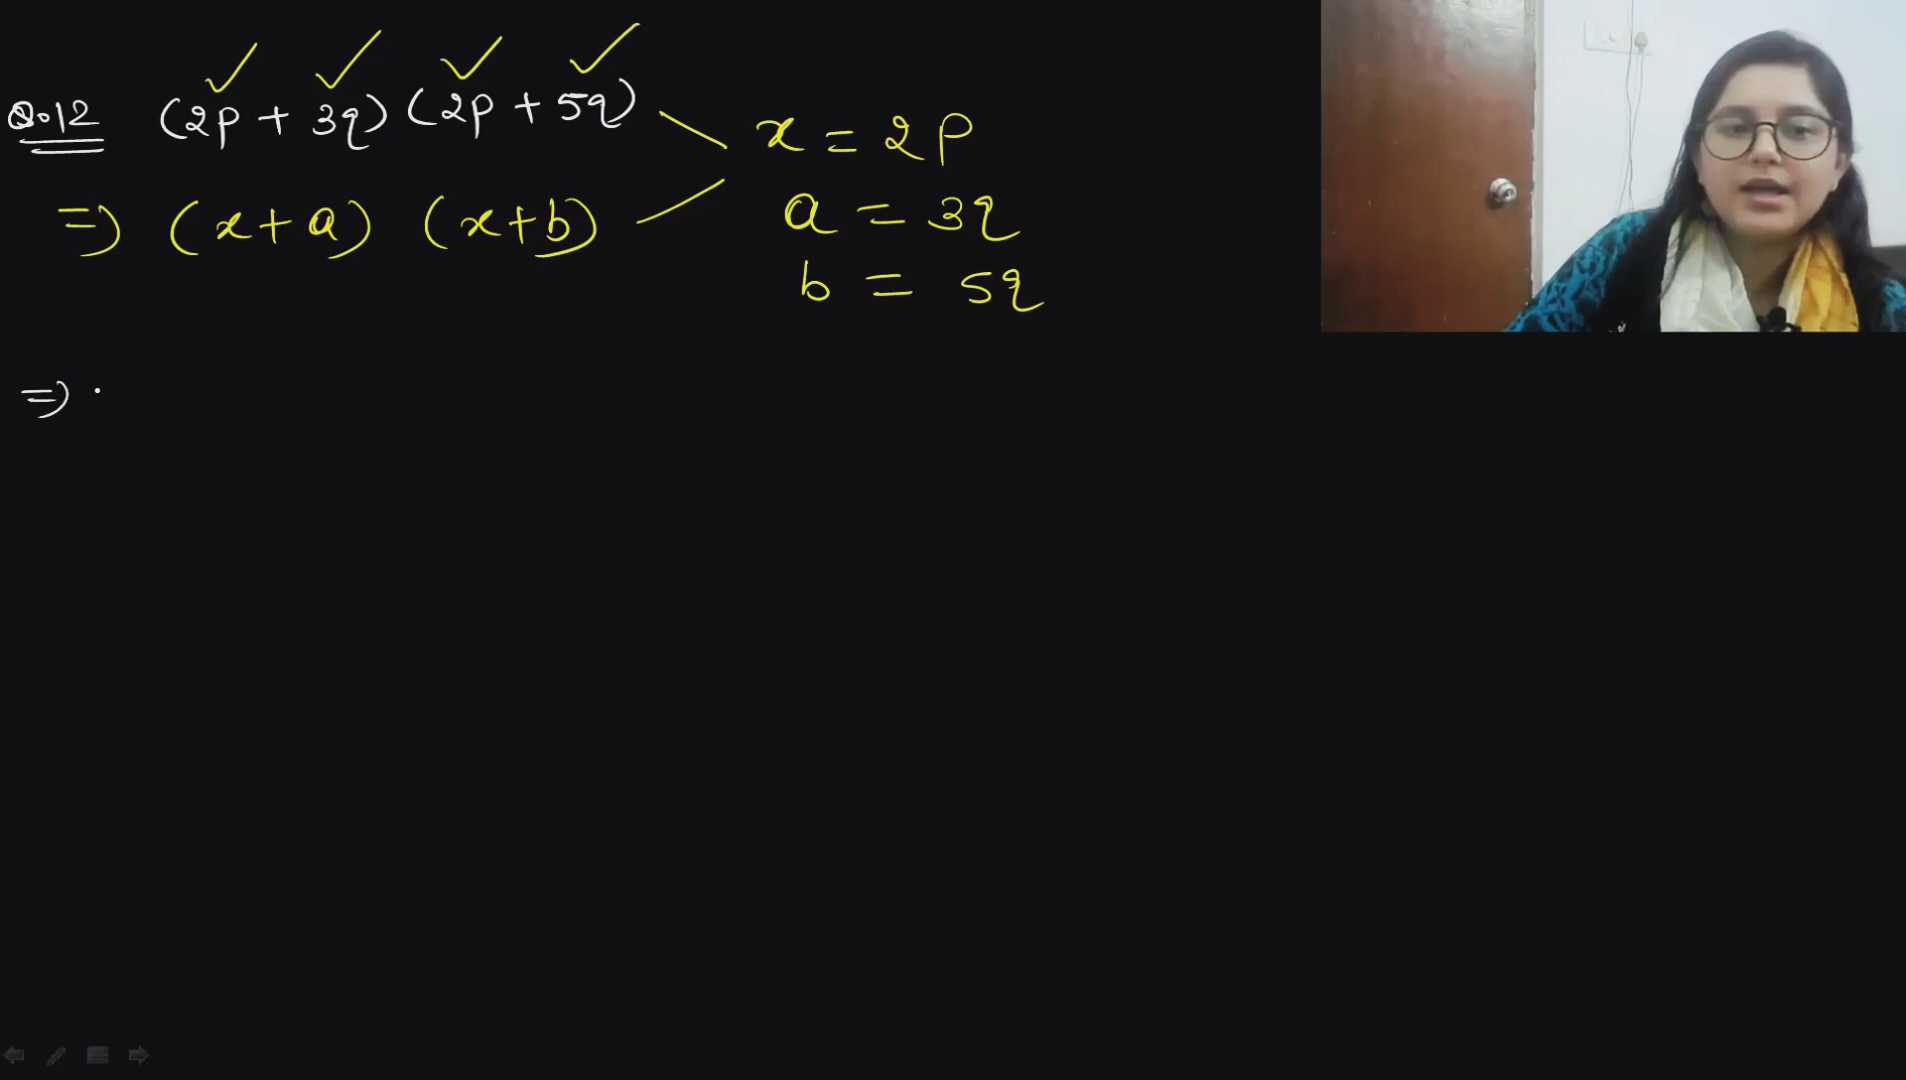 Q.12 (2p + 3q) (2p + 5q)
x = 2p
=> (x+a) (x+b)
a = 3q
b = 5q
=>